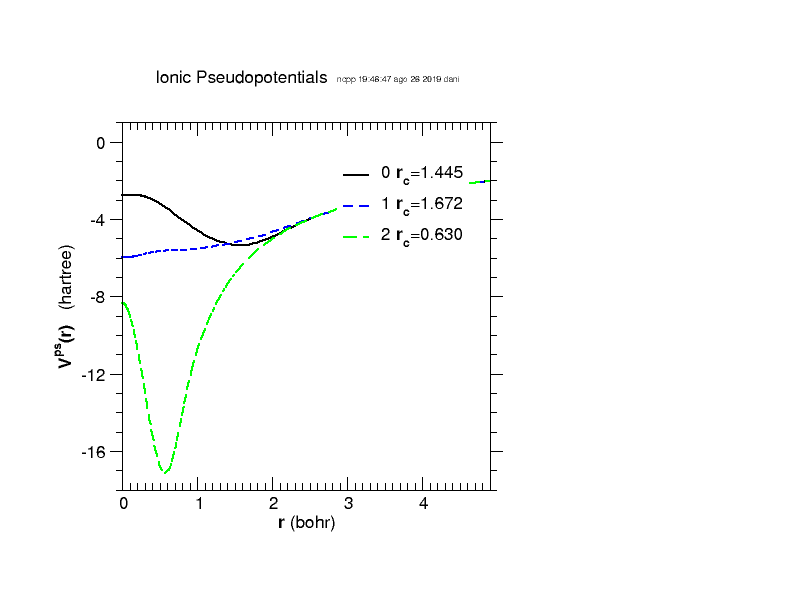 Ionic Pseudopotentials ncpp 19:46:47 ago 26 2019 dani
0
-4
-8
-12
-16
V^ps(r) (hartree)
0 r_c=1.445
1 r_c=1.672
2 r_c=0.630
0 1 2 3 4
r (bohr)